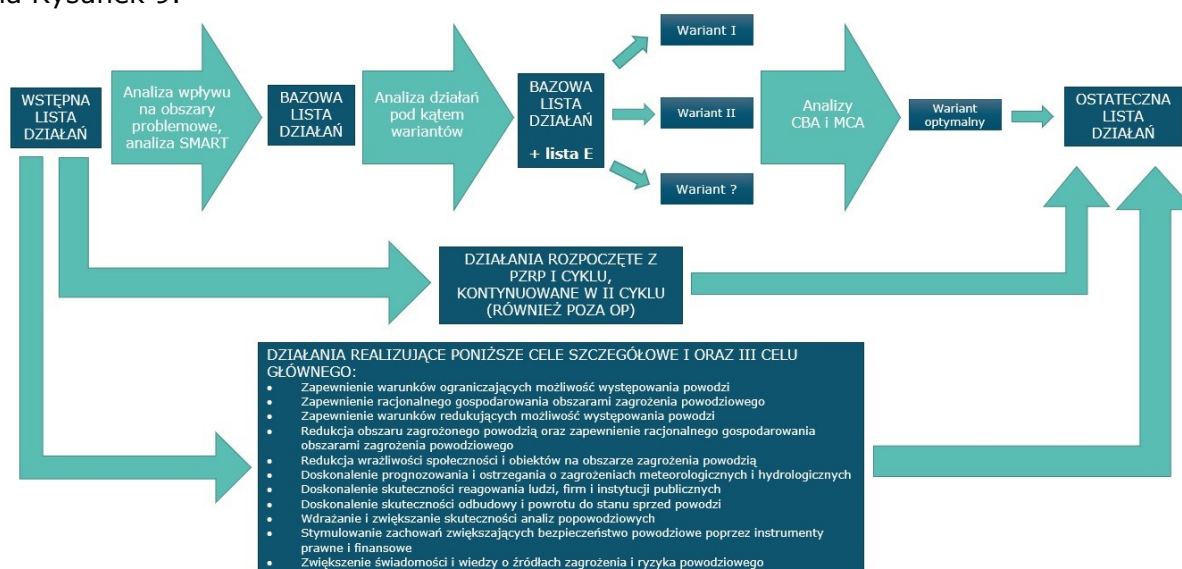 na Rysunek 9.
WSTĘPNA
LISTA
DZIAŁAŃ
Analiza wpływu
na obszary
problemowe,
analiza SMART
BAZOWA
LISTA
DZIAŁAŃ
Analiza działań
pod kątem
wariantów
BAZOWA
LISTA
DZIAŁAŃ
+ lista E
Wariant I
Wariant II
Wariant ?
Analizy
CBA i MCA
Wariant
optymalny
OSTATECZNA
LISTA
DZIAŁAŃ
DZIAŁANIA ROZPOCZĘTE Z
PZRP I CYKLU,
KONTYNUOWANE W II CYKLU
(RÓWNIEŻ POZA OP)
DZIAŁANIA REALIZUJĄCE PONIŻSZE CELE SZCZEGÓŁOWE I ORAZ III CELU
GŁÓWNEGO:
• Zapewnienie warunków ograniczających możliwość występowania powodzi
• Zapewnienie racjonalnego gospodarowania obszarami zagrożenia powodziowego
• Zapewnienie warunków redukujących możliwość występowania powodzi
• Redukcja obszaru zagrożonego powodzią oraz zapewnienie racjonalnego gospodarowania
obszarami zagrożenia powodziowego
• Redukcja wrażliwości społeczności i obiektów na obszarze zagrożenia powodzią
• Doskonalenie prognozowania i ostrzegania o zagrożeniach meteorologicznych i hydrologicznych
• Doskonalenie skuteczności reagowania ludzi, firm i instytucji publicznych
• Doskonalenie skuteczności odbudowy i powrotu do stanu sprzed powodzi
• Wdrażanie i zwiększanie skuteczności analiz popowodziowych
• Stymulowanie zachowań zwiększających bezpieczeństwo powodziowe poprzez instrumenty
prawne i finansowe
• Zwiększenie świadomości i wiedzy o źródłach zagrożenia i ryzyka powodziowego